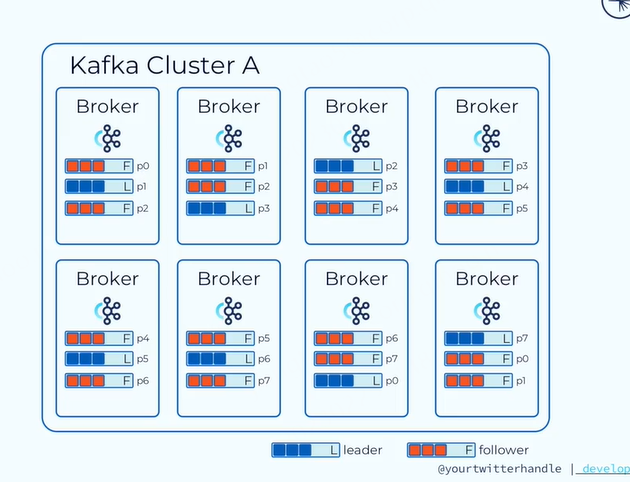 Kafka Cluster A
Broker Broker Broker Broker
F p0 F p1 L p2 F p3
L p1 F p2 F p3 L p4
F p2 L p3 F p4 F p5
Broker Broker Broker Broker
F p4 F p5 F p6 L p7
L p5 L p6 F p7 F p0
F p6 F p7 L p0 F p1
L leader F follower
@yourtwitterhandle | develop